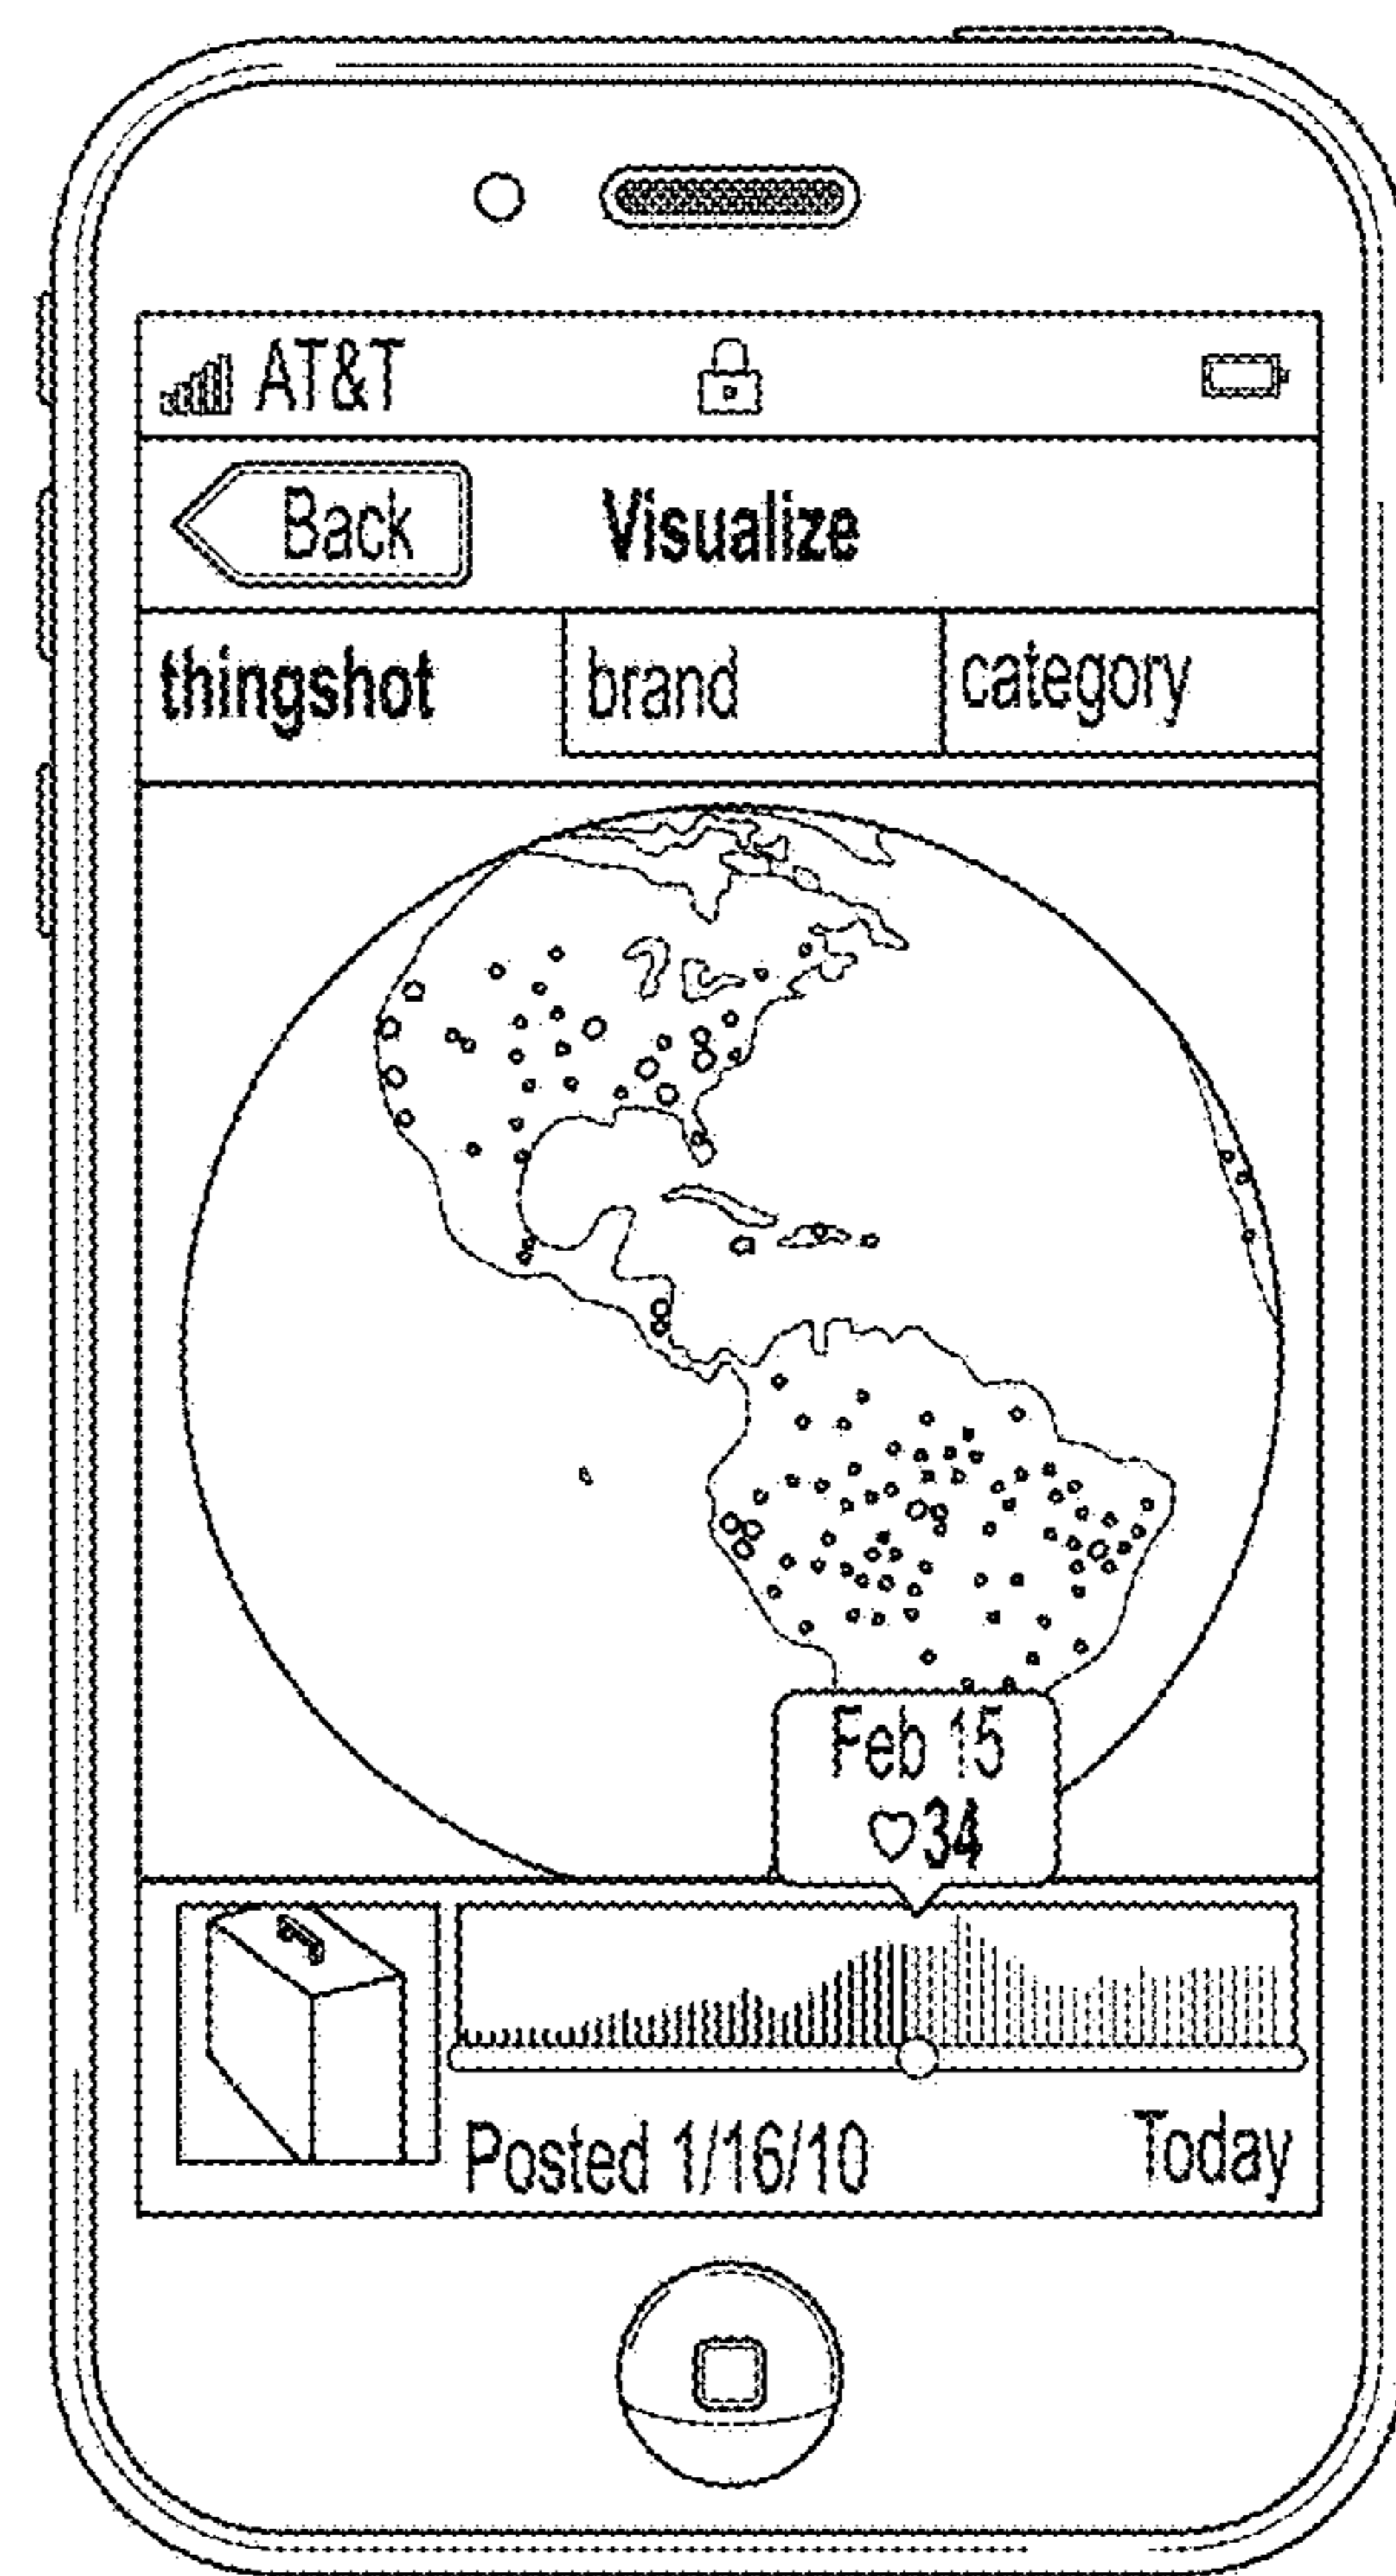 AT&T
Back Visualize
thingshot brand category
Feb 15
♡34
Posted 1/16/10 Today